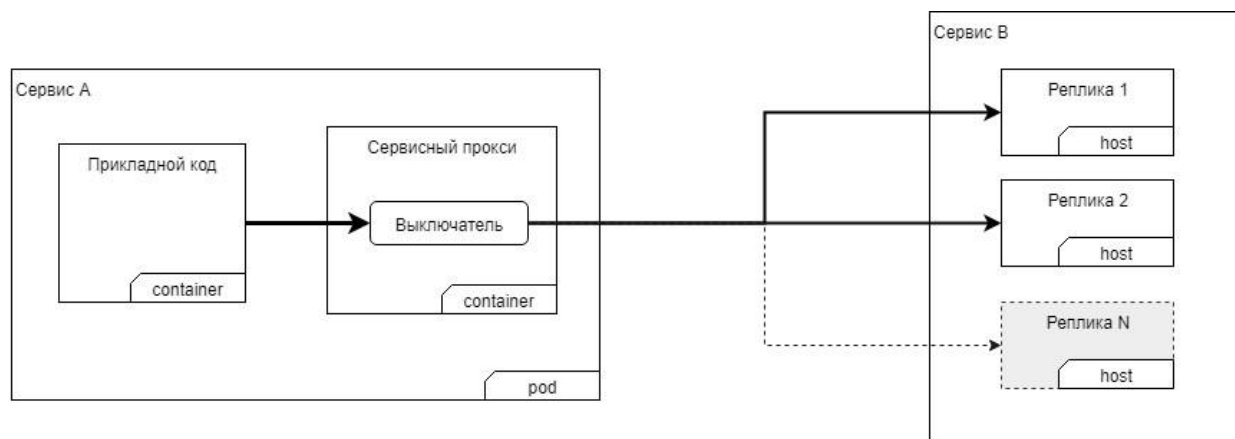 Сервис A
Прикладной код
container
Сервисный прокси
Выключатель
container
pod
Сервис B
Реплика 1
host
Реплика 2
host
Реплика N
host